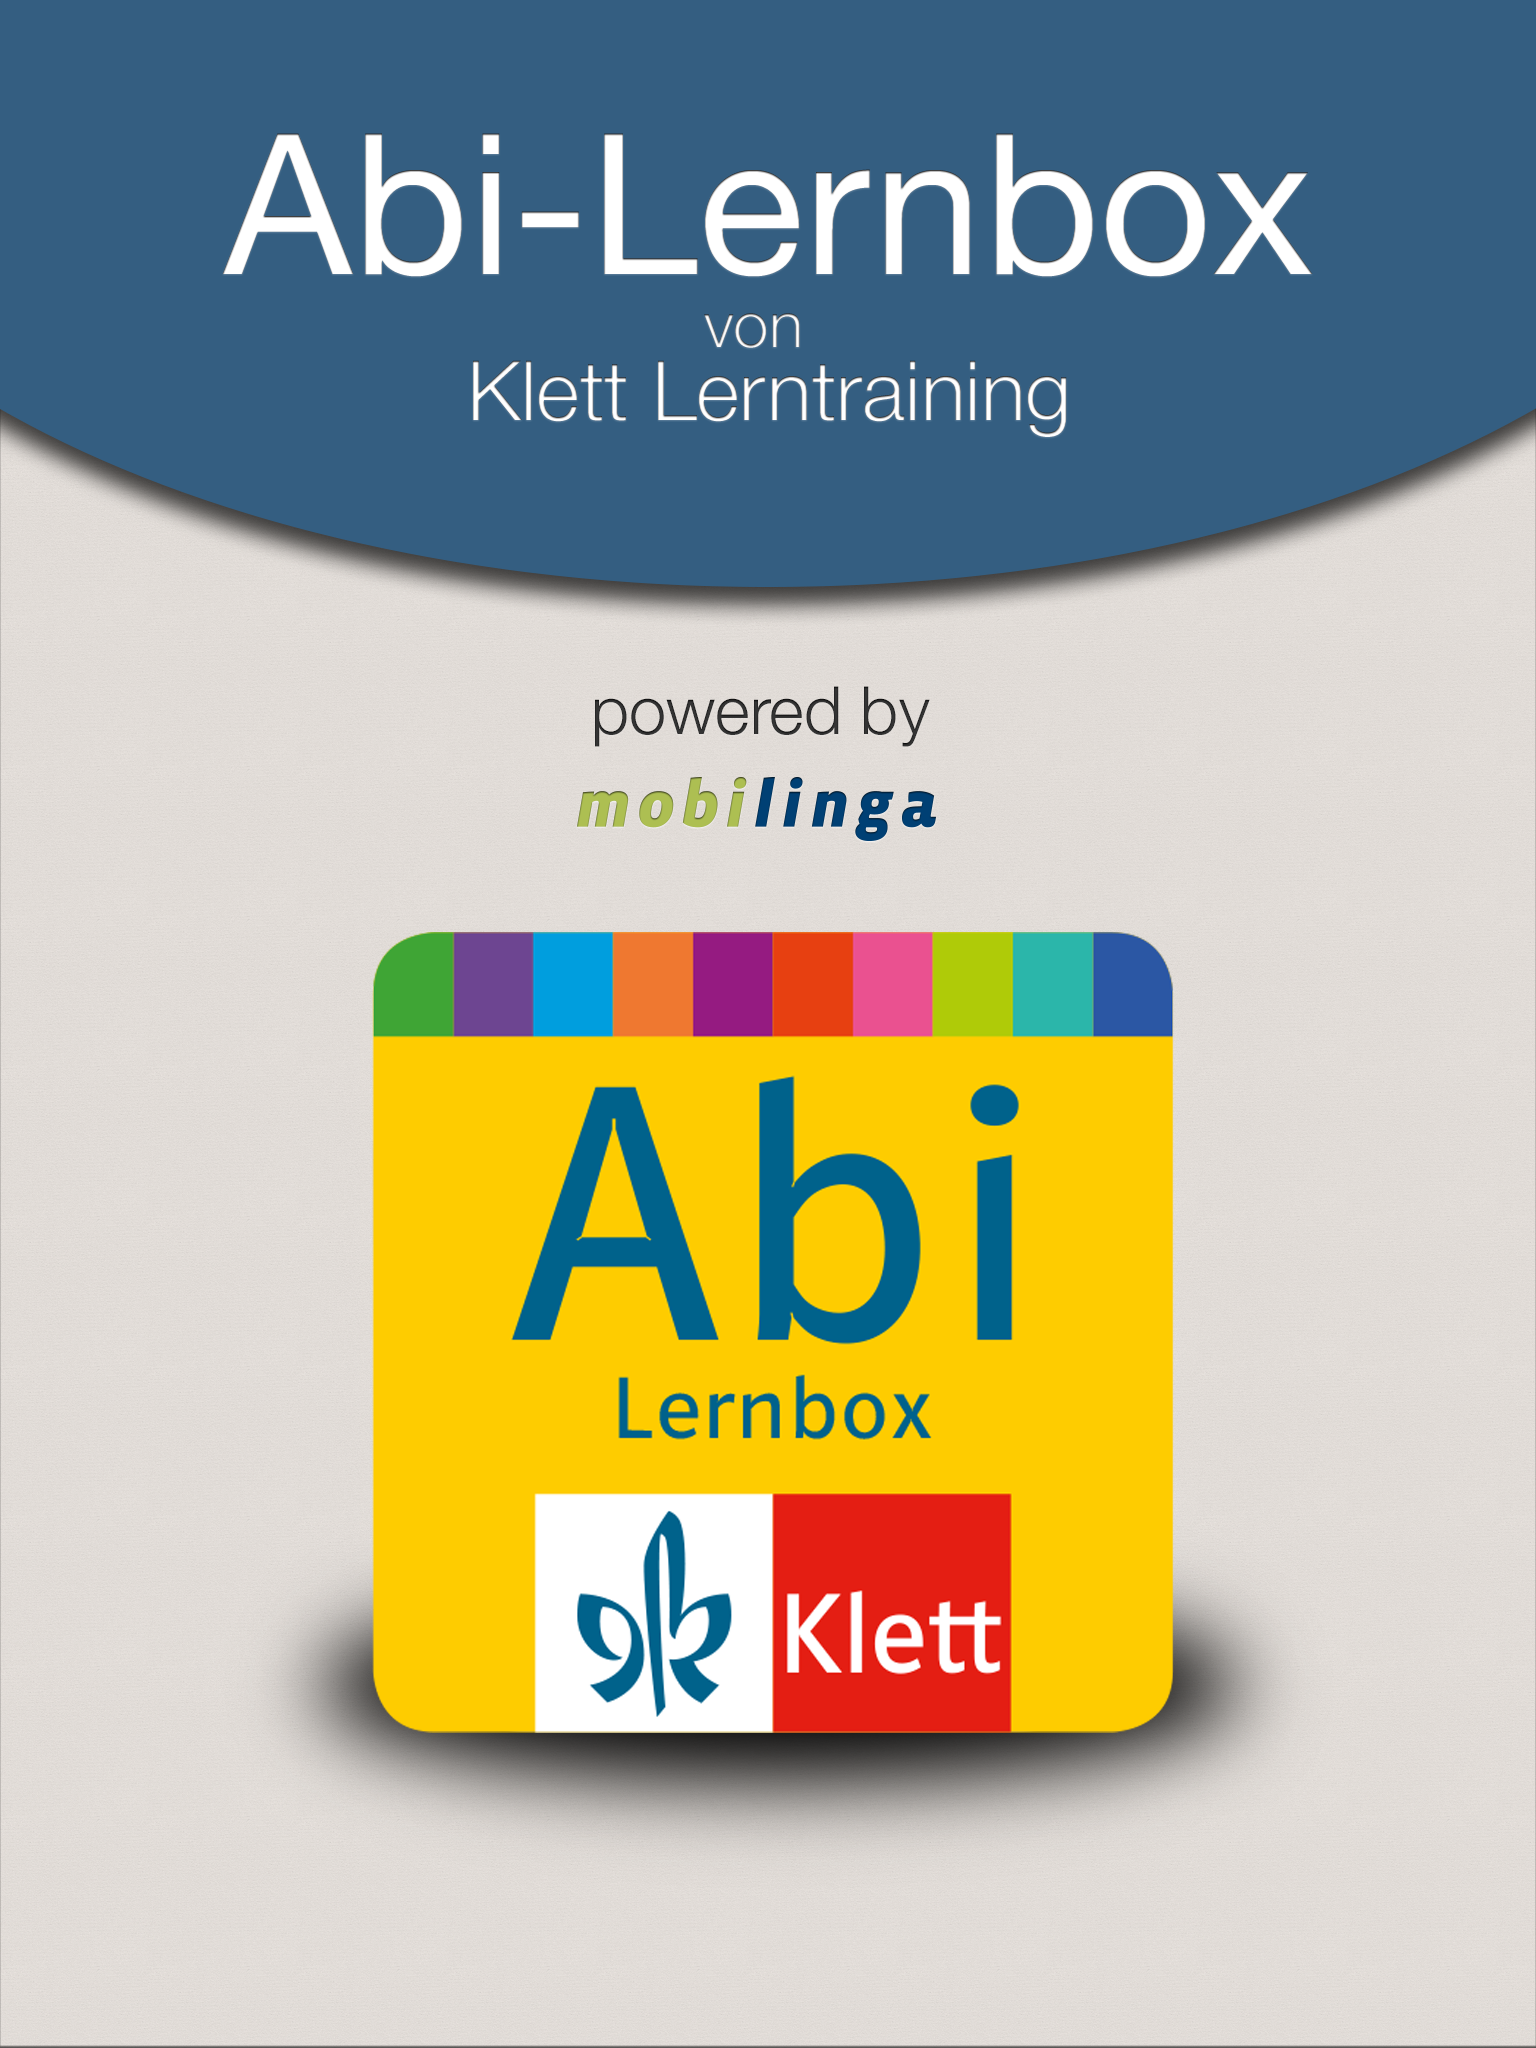 Abi-Lernbox
von
Klett Lerntraining
powered by
mobilinga
Abi
Lernbox
Klett